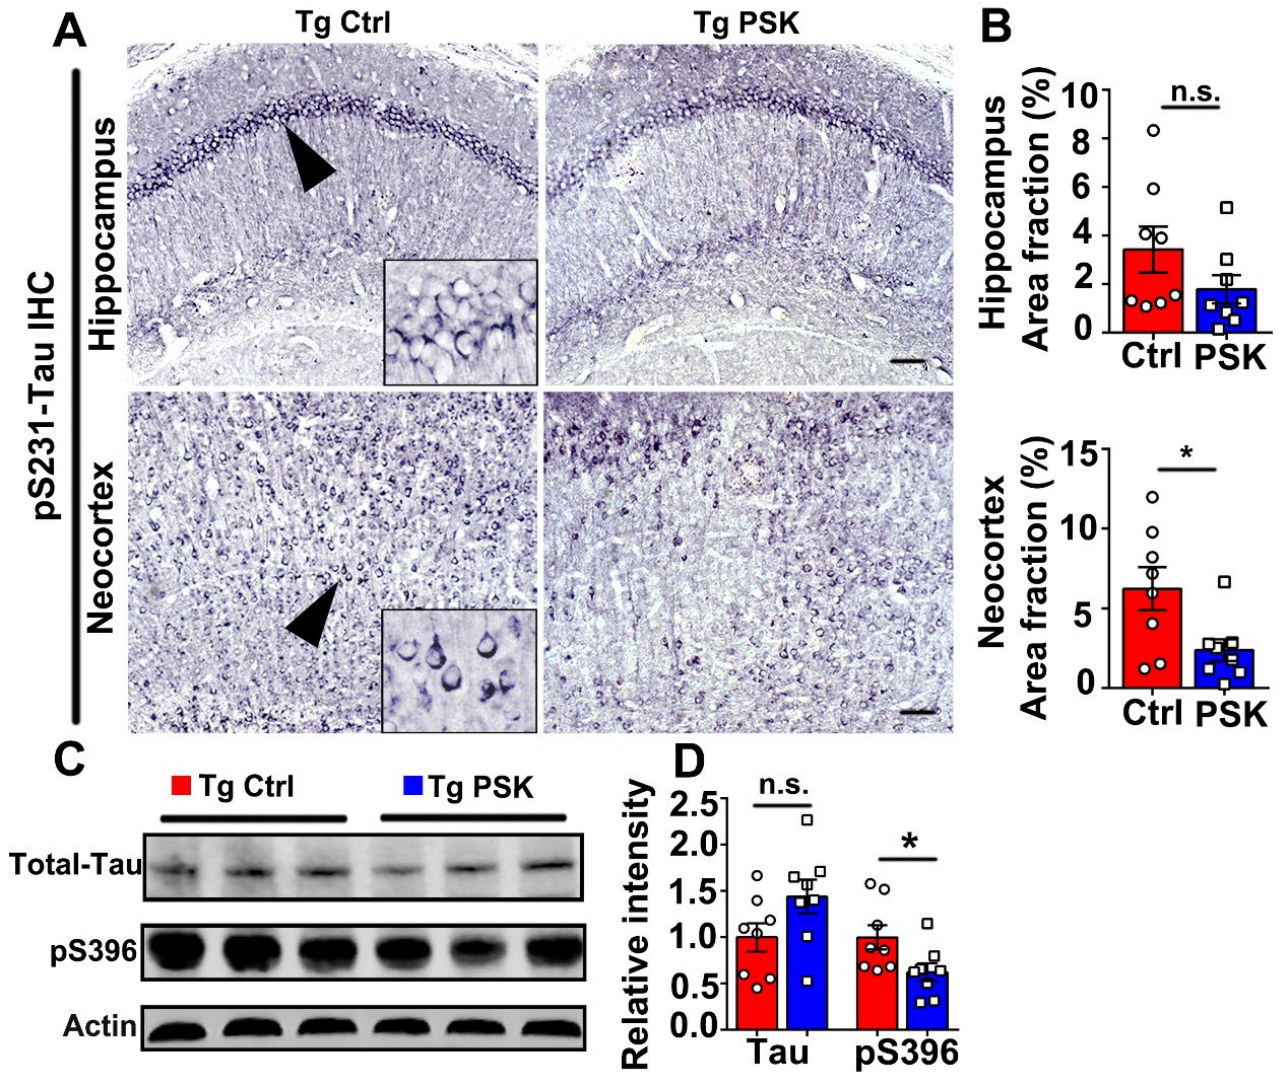 A
Tg Ctrl
Tg PSK
pS231-Tau IHC
Hippocampus
Neocortex
B
Hippocampus
Area fraction (%)
10
8
6
4
2
0
n.s.
Ctrl
PSK
Neocortex
Area fraction (%)
15
10
5
0
*
Ctrl
PSK
C
Tg Ctrl
Tg PSK
Total-Tau
pS396
Actin
D
Relative intensity
2.5
2.0
1.5
1.0
0.5
0.0
n.s.
*
Tau
pS396